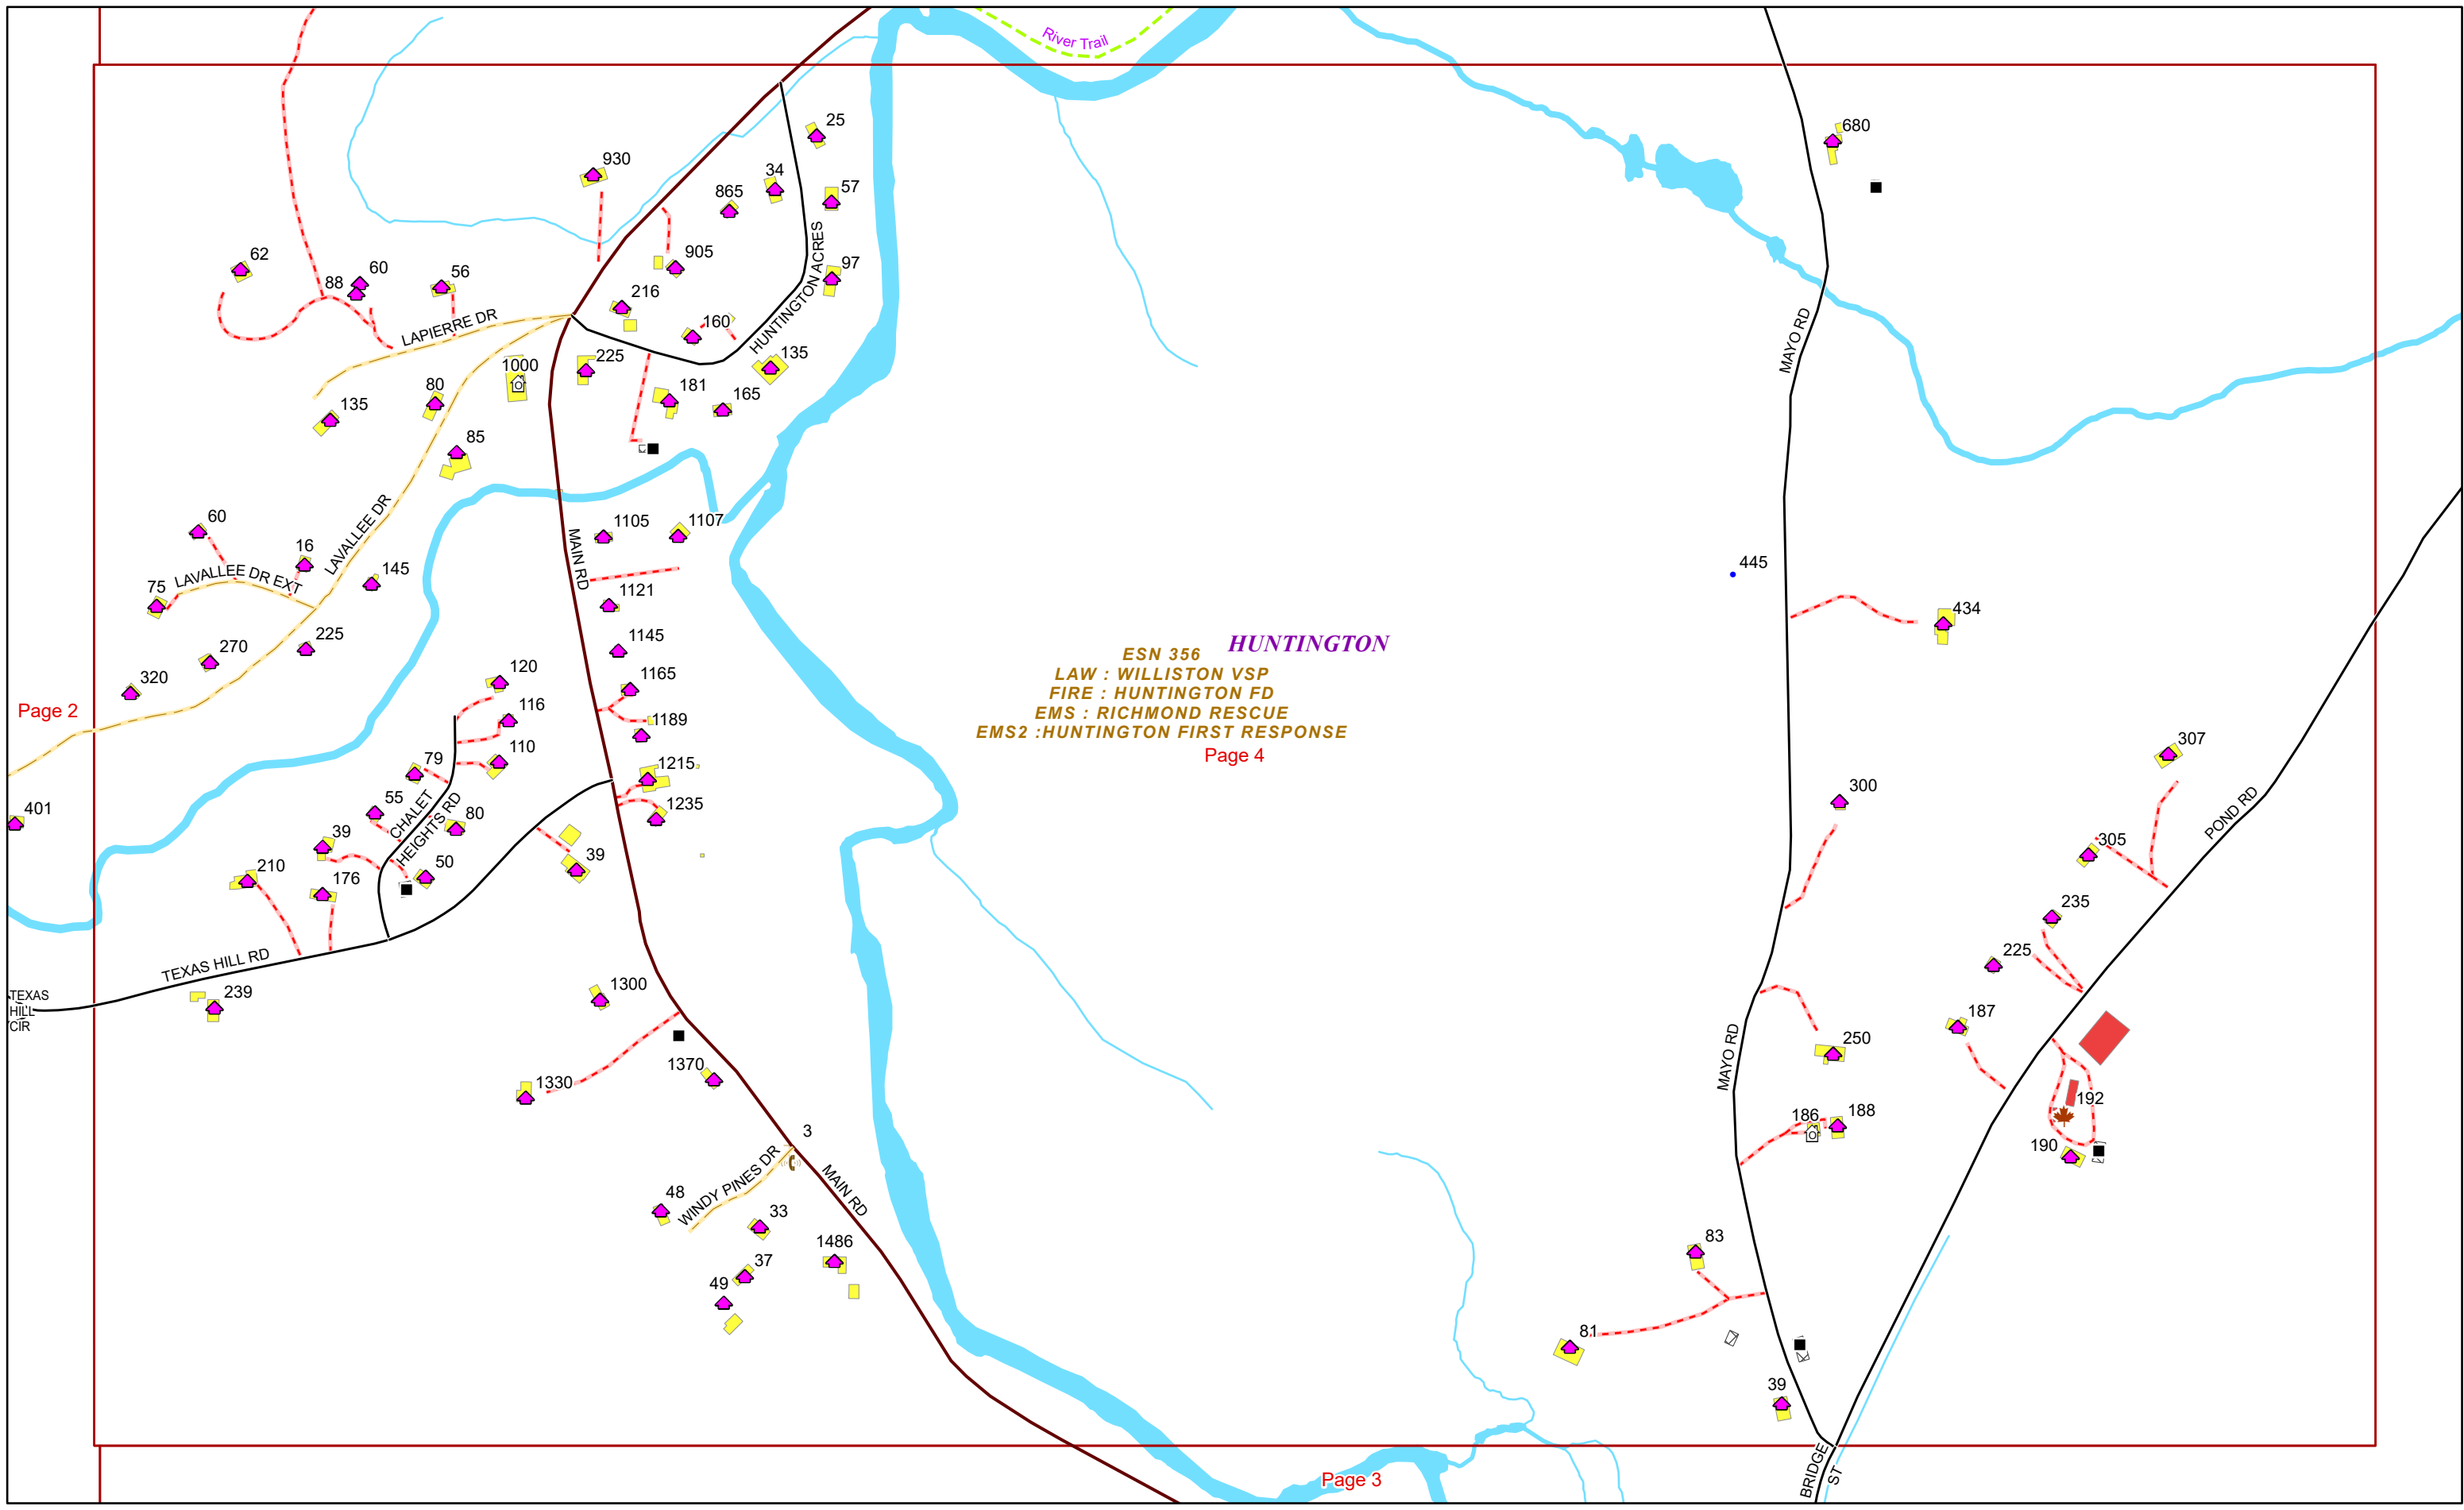 River Trail
680
25
930
34
57
865
62
905
97
60
88
56
216
HUNTINGTON ACRES
LAPIERRE DR
160
MAYO RD
225
135
1000
80
181
165
135
85
LAVALLEE DR
60
1105
1107
MAIN RD
16
445
75
LAVALLEE DR EXT
145
1121
434
225
1145
HUNTINGTON
270
ESN 356
120
1165
LAW : WILLISTON VSP
320
FIRE : HUNTINGTON FD
Page 2
116
1189
EMS : RICHMOND RESCUE
EMS2 :HUNTINGTON FIRST RESPONSE
Page 4
307
110
79
1215
300
55
CHALET
HEIGHTS RD
80
1235
POND RD
401
39
305
50
39
210
176
235
225
TEXAS HILL RD
239
TEXAS
HILL
CIR
1300
187
MAYO RD
250
1370
1330
192
186
188
190
3
WINDY PINES DR
MAIN RD
48
33
83
1486
37
49
81
39
BRIDGE
ST
Page 3